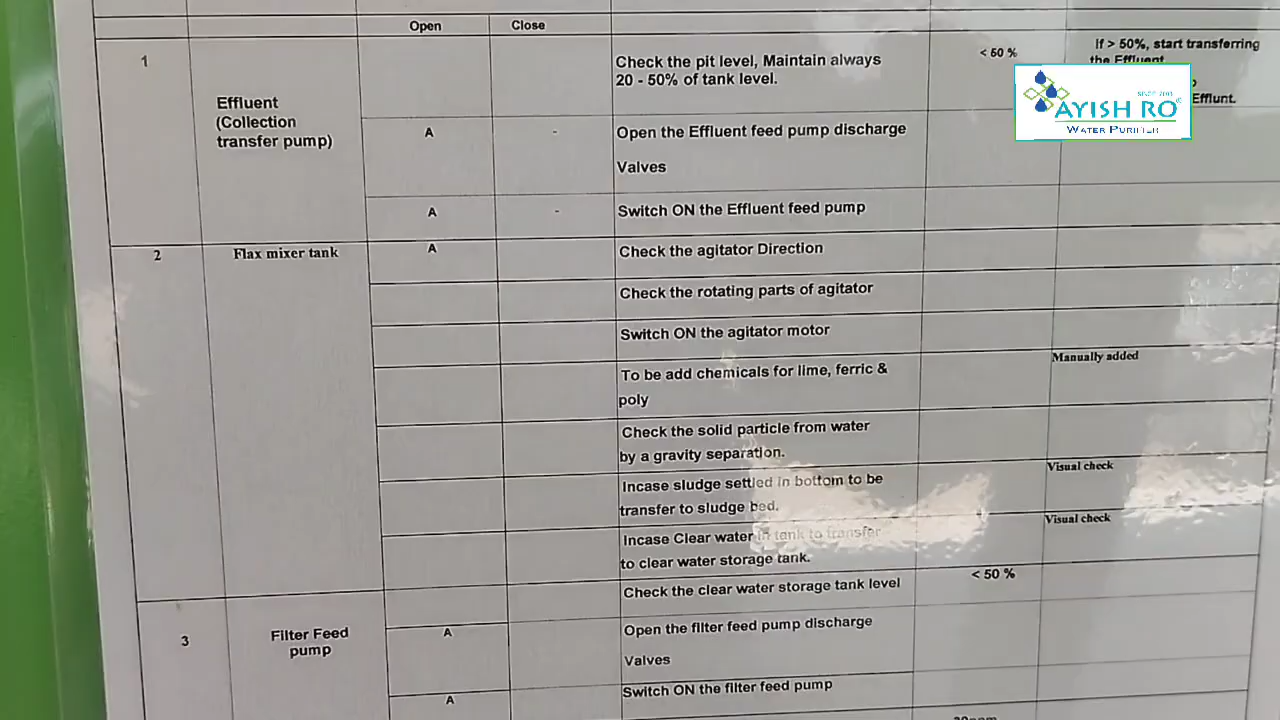 Open
Close
1
Effluent
(Collection
transfer pump)
Check the pit level, Maintain always
20 - 50% of tank level.
< 50 %
If > 50%, start transferring
the Effluent
Efflunt.
SINCE 2003
AYISH RO®
WATER PURIFIER
A
-
Open the Effluent feed pump discharge
Valves
A
-
Switch ON the Effluent feed pump
2
Flax mixer tank
A
Check the agitator Direction
Check the rotating parts of agitator
Switch ON the agitator motor
To be add chemicals for lime, ferric &
poly
Manually added
Check the solid particle from water
by a gravity separation.
Incase sludge settled in bottom to be
transfer to sludge bed.
Visual check
Incase Clear water in tank to transfer
to clear water storage tank.
Visual check
Check the clear water storage tank level
< 50 %
3
Filter Feed
pump
A
Open the filter feed pump discharge
Valves
A
Switch ON the filter feed pump